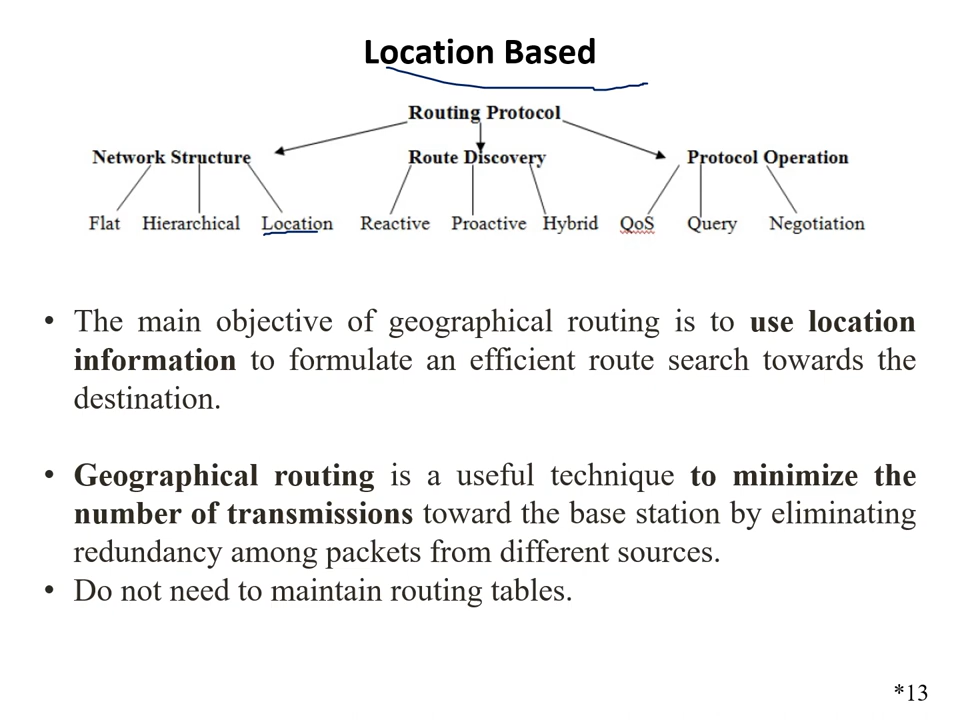 Location Based
Routing Protocol
Network Structure Route Discovery Protocol Operation
Flat Hierarchical Location Reactive Proactive Hybrid QoS Query Negotiation
• The main objective of geographical routing is to use location
information to formulate an efficient route search towards the
destination.
• Geographical routing is a useful technique to minimize the
number of transmissions toward the base station by eliminating
redundancy among packets from different sources.
• Do not need to maintain routing tables.
*13